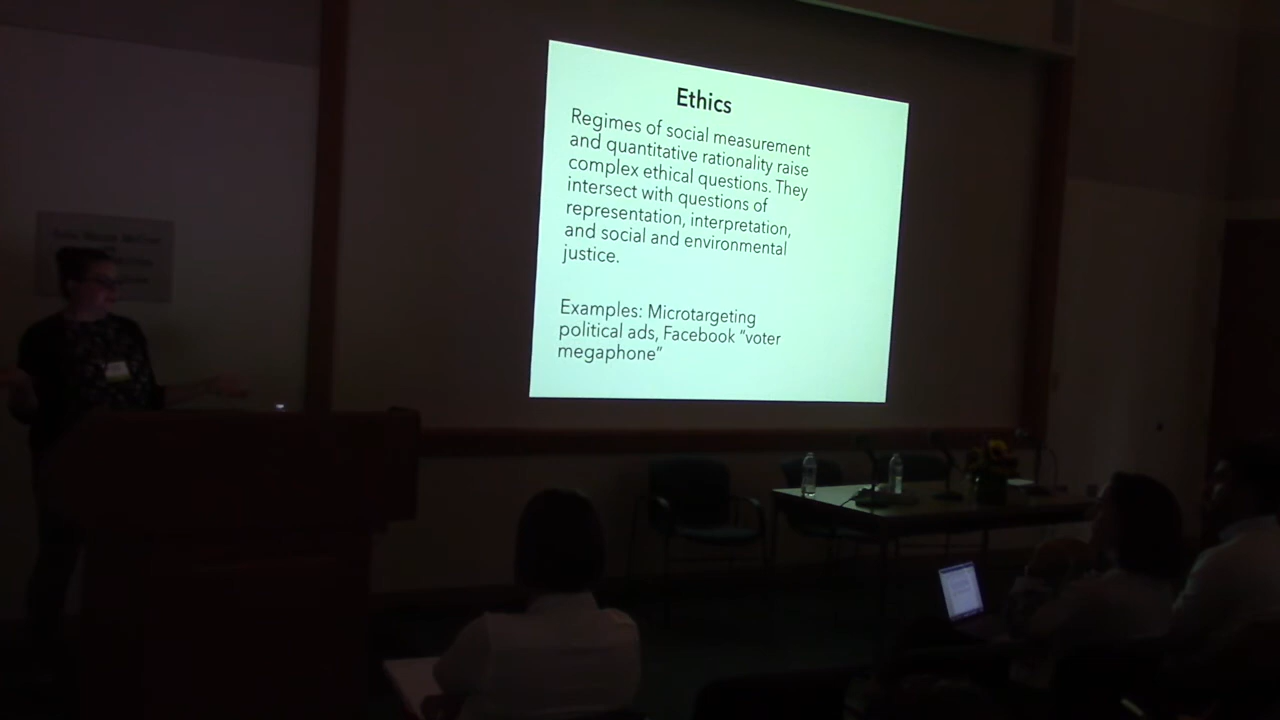 Ethics
Regimes of social measurement
and quantitative rationality raise
complex ethical questions. They
intersect with questions of
representation, interpretation,
and social and environmental
justice.
Examples: Microtargeting
political ads, Facebook “voter
megaphone”